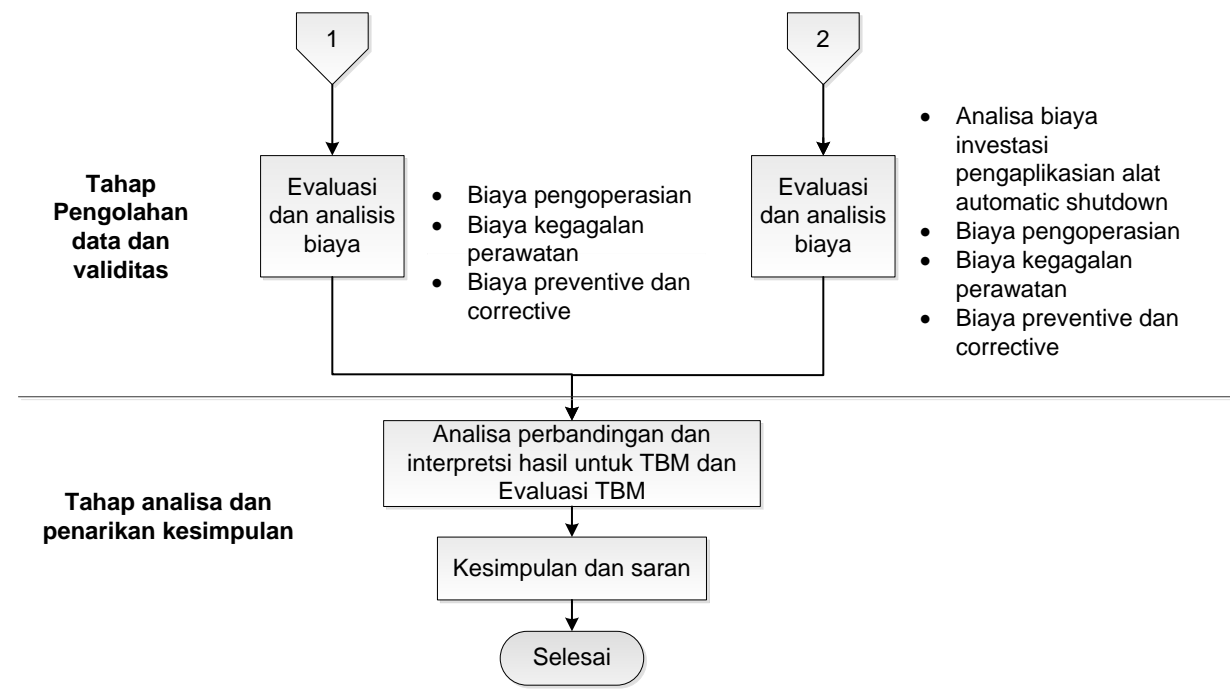 1
2
Tahap
Pengolahan
data dan
validitas
Evaluasi
dan analisis
biaya
• Biaya pengoperasian
• Biaya kegagalan
perawatan
• Biaya preventive dan
corrective
Evaluasi
dan analisis
biaya
• Analisa biaya
investasi
pengaplikasian alat
automatic shutdown
• Biaya pengoperasian
• Biaya kegagalan
perawatan
• Biaya preventive dan
corrective
Tahap analisa dan
penarikan kesimpulan
Analisa perbandingan dan
interpretsi hasil untuk TBM dan
Evaluasi TBM
Kesimpulan dan saran
Selesai